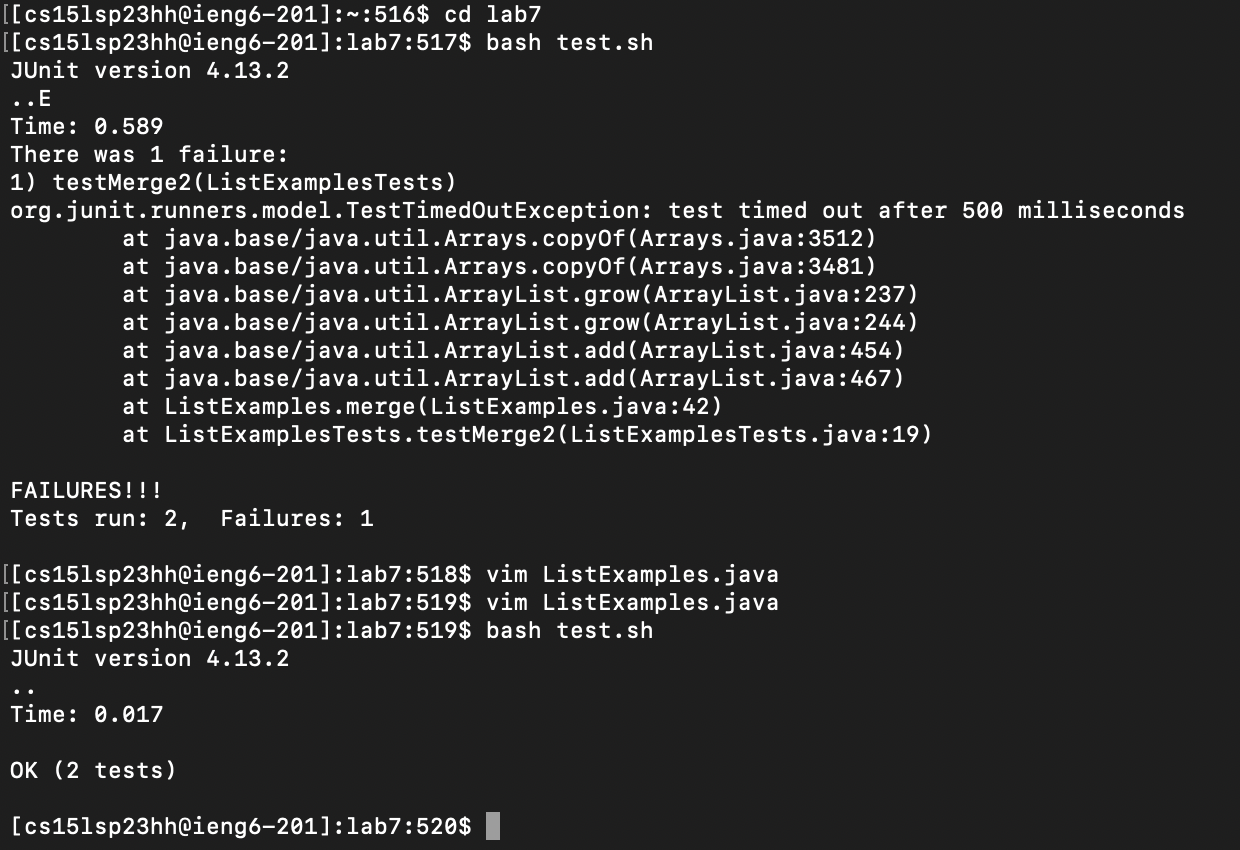 [[cs15lsp23hh@ieng6-201]:~:516$ cd lab7
[[cs15lsp23hh@ieng6-201]:lab7:517$ bash test.sh
JUnit version 4.13.2
..E
Time: 0.589
There was 1 failure:
1) testMerge2(ListExamplesTests)
org.junit.runners.model.TestTimedOutException: test timed out after 500 milliseconds
        at java.base/java.util.Arrays.copyOf(Arrays.java:3512)
        at java.base/java.util.Arrays.copyOf(Arrays.java:3481)
        at java.base/java.util.ArrayList.grow(ArrayList.java:237)
        at java.base/java.util.ArrayList.grow(ArrayList.java:244)
        at java.base/java.util.ArrayList.add(ArrayList.java:454)
        at java.base/java.util.ArrayList.add(ArrayList.java:467)
        at ListExamples.merge(ListExamples.java:42)
        at ListExamplesTests.testMerge2(ListExamplesTests.java:19)

FAILURES!!!
Tests run: 2,  Failures: 1

[[cs15lsp23hh@ieng6-201]:lab7:518$ vim ListExamples.java
[[cs15lsp23hh@ieng6-201]:lab7:519$ vim ListExamples.java
[[cs15lsp23hh@ieng6-201]:lab7:519$ bash test.sh
JUnit version 4.13.2
..
Time: 0.017

OK (2 tests)

[cs15lsp23hh@ieng6-201]:lab7:520$